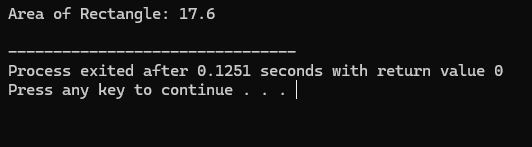 Area of Rectangle: 17.6
--------------------------------
Process exited after 0.1251 seconds with return value 0
Press any key to continue . . .